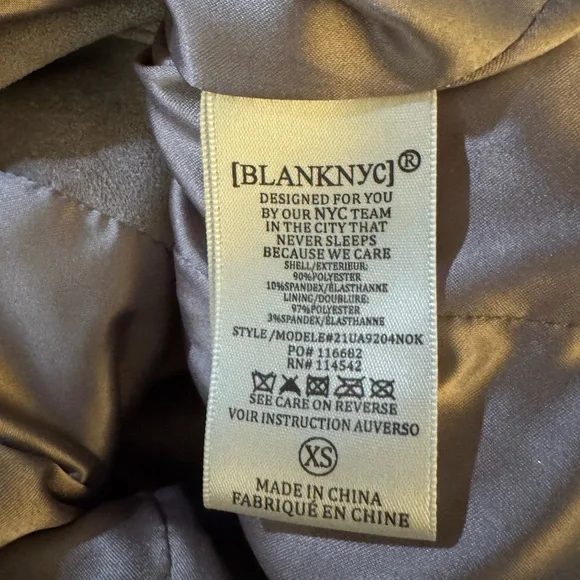 [BLANKNYC]®
DESIGNED FOR YOU
BY OUR NYC TEAM
IN THE CITY THAT
NEVER SLEEPS
BECAUSE WE CARE
SHELL/EXTERIEUR:
90%POLYESTER
10%SPANDEX/ÉLASTHANNE
LINING/DOUBLURE:
97%POLYESTER
3%SPANDEX/ÉLASTHANNE
STYLE/MODELE#21UA9204NOK
PO# 116682
RN# 114542
SEE CARE ON REVERSE
VOIR INSTRUCTION AUVERSO
XS
MADE IN CHINA
FABRIQUÉ EN CHINE